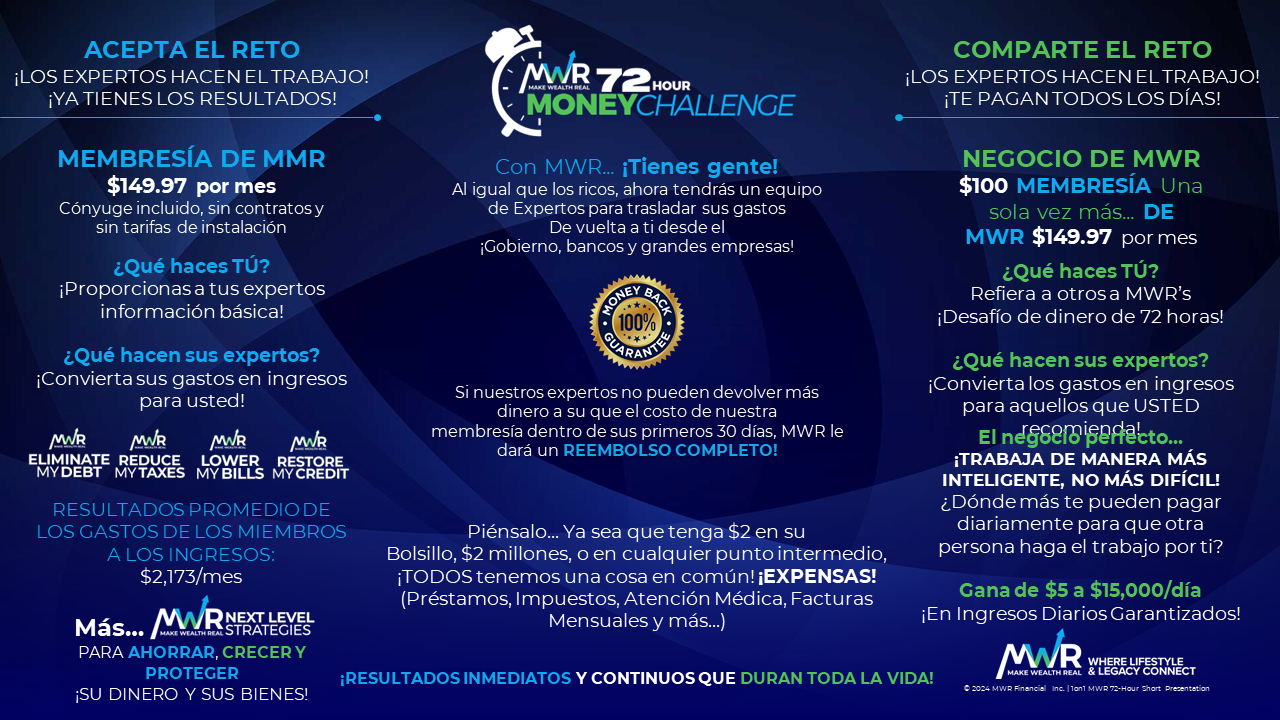 ACEPTA EL RETO
¡LOS EXPERTOS HACEN EL TRABAJO!
¡YA TIENES LOS RESULTADOS!
MEMBRESÍA DE MMR
$149.97 por mes
Cónyuge incluido, sin contratos y
sin tarifas de instalación
¿Qué haces TÚ?
¡Proporcionas a tus expertos
información básica!
¿Qué hacen sus expertos?
¡Convierta sus gastos en ingresos
para usted!
MWR
MAKE WEALTH REAL
ELIMINATE
MY DEBT
MWR
MAKE WEALTH REAL
REDUCE
MY TAXES
MWR
MAKE WEALTH REAL
LOWER
MY BILLS
MWR
MAKE WEALTH REAL
RESTORE
MY CREDIT
RESULTADOS PROMEDIO DE
LOS GASTOS DE LOS MIEMBROS
A LOS INGRESOS:
$2,173/mes
Más... MWR NEXT LEVEL
MAKE WEALTH REAL STRATEGIES
PARA AHORRAR, CRECER Y
PROTEGER
¡SU DINERO Y SUS BIENES!
MWR 72 HOUR
MAKE WEALTH REAL
MONEYCHALLENGE
Con MWR... ¡Tienes gente!
Al igual que los ricos, ahora tendrás un equipo
de Expertos para trasladar sus gastos
De vuelta a ti desde el
¡Gobierno, bancos y grandes empresas!
MONEY BACK
100%
GUARANTEE
Si nuestros expertos no pueden devolver más
dinero a su que el costo de nuestra
membresía dentro de sus primeros 30 días, MWR le
dará un REEMBOLSO COMPLETO!
Piénsalo... Ya sea que tenga $2 en su
Bolsillo, $2 millones, o en cualquier punto intermedio,
¡TODOS tenemos una cosa en común! ¡EXPENSAS!
(Préstamos, Impuestos, Atención Médica, Facturas
Mensuales y más...)
¡RESULTADOS INMEDIATOS Y CONTINUOS QUE DURAN TODA LA VIDA!
COMPARTE EL RETO
¡LOS EXPERTOS HACEN EL TRABAJO!
¡TE PAGAN TODOS LOS DÍAS!
NEGOCIO DE MWR
$100 MEMBRESÍA Una
sola vez más... DE
MWR $149.97 por mes
¿Qué haces TÚ?
Refiera a otros a MWR's
¡Desafío de dinero de 72 horas!
¿Qué hacen sus expertos?
¡Convierta los gastos en ingresos
para aquellos que USTED
recomienda!
El negocio perfecto...
¡TRABAJA DE MANERA MÁS
INTELIGENTE, NO MÁS DIFÍCIL!
¿Dónde más te pueden pagar
diariamente para que otra
persona haga el trabajo por ti?
Gana de $5 a $15,000/día
¡En Ingresos Diarios Garantizados!
MWR WHERE LIFESTYLE
MAKE WEALTH REAL & LEGACY CONNECT
© 2024 MWR Financial Inc. | 1on1 MWR 72-Hour Short Presentation